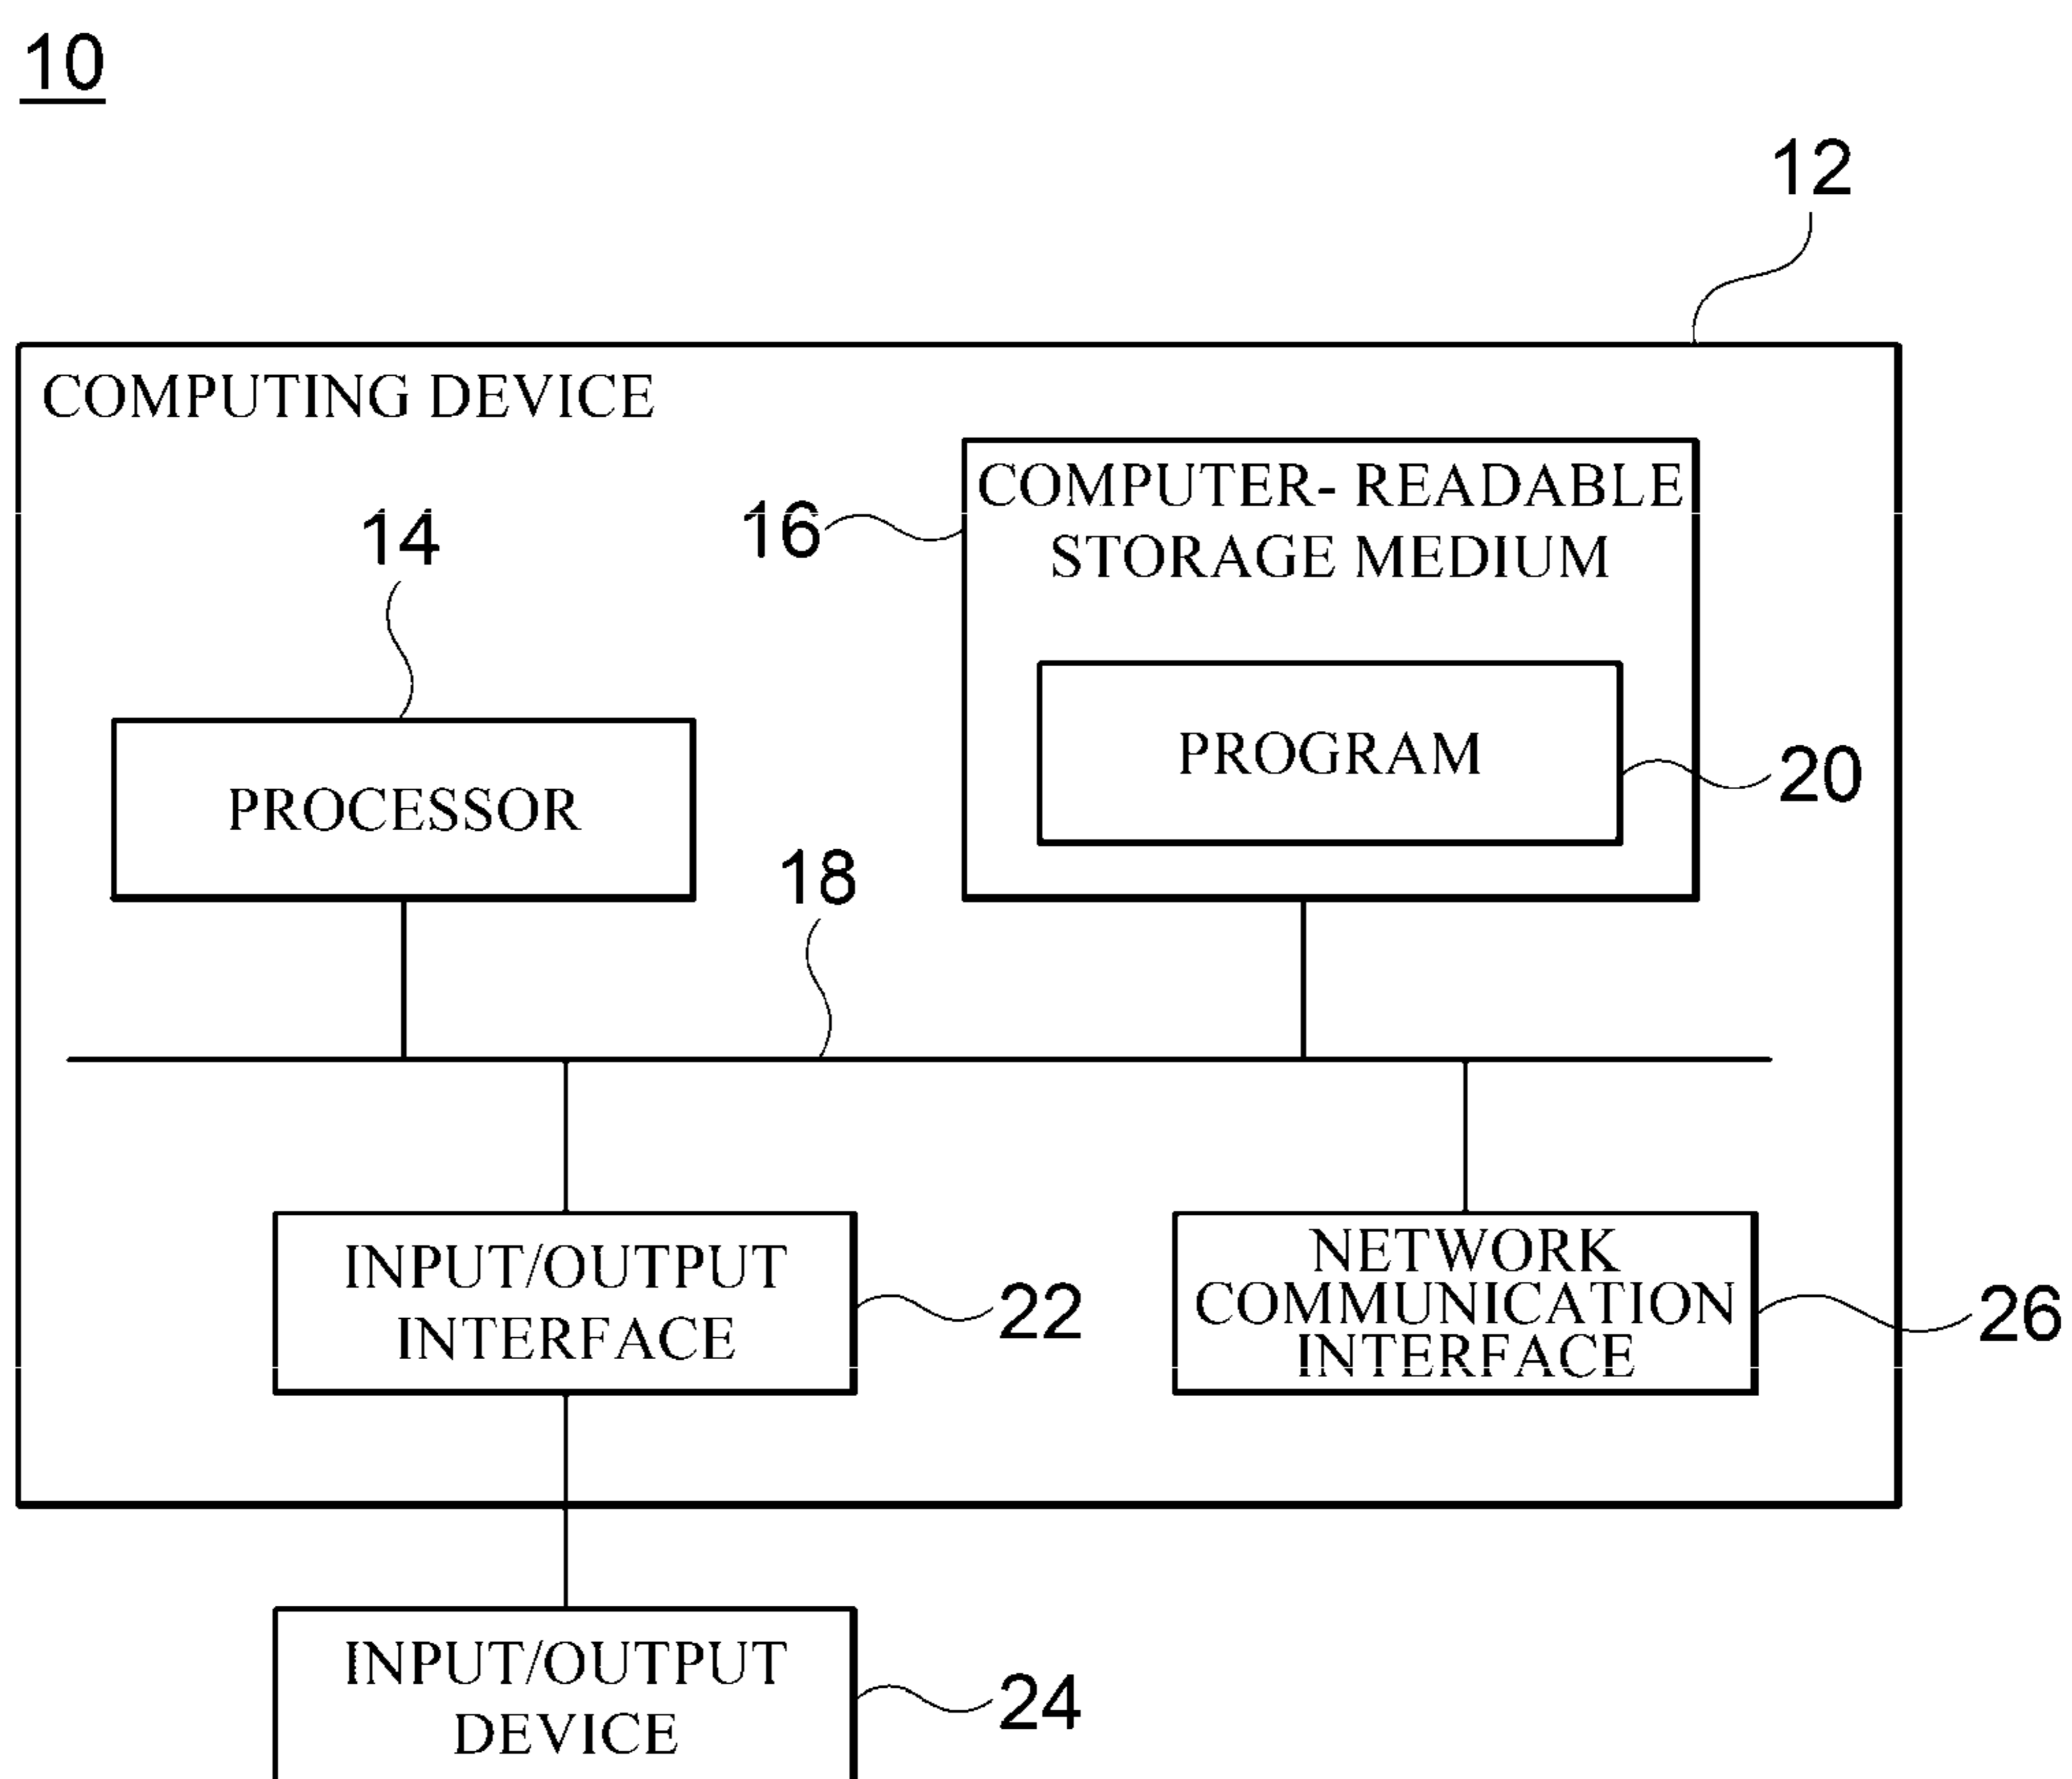 10
12
COMPUTING DEVICE
COMPUTER- READABLE
STORAGE MEDIUM
16
14
PROGRAM
20
PROCESSOR
18
INPUT/OUTPUT
INTERFACE
22
NETWORK
COMMUNICATION
INTERFACE
26
INPUT/OUTPUT
DEVICE
24